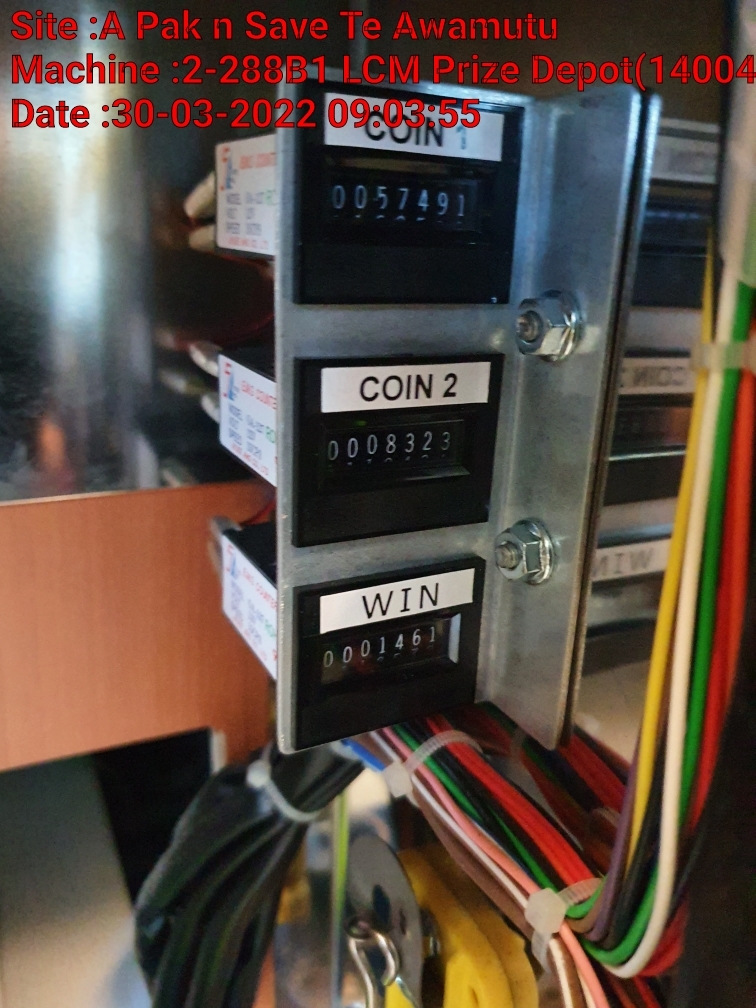 Site :A Pak n Save Te Awamutu
Machine :2-288B1 LCM Prize Depot(14004
Date :30-03-2022 09:03:55
COIN 1
0057491
COIN 2
0008323
WIN
0001461